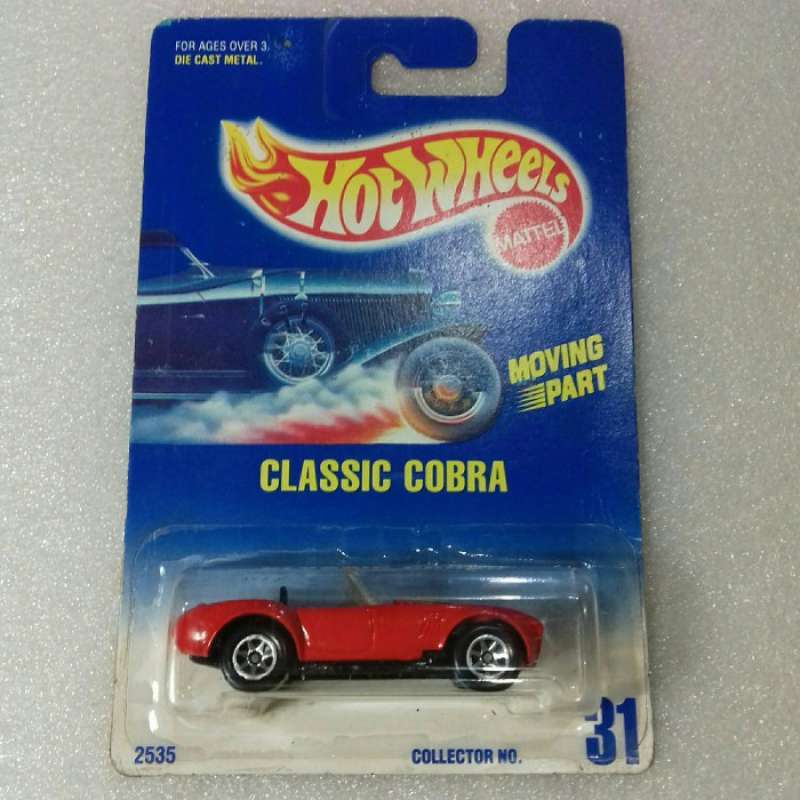 FOR AGES OVER 3.
DIE CAST METAL.
HOT WHEELS
MATTEL
MOVING
PART
CLASSIC COBRA
2535
COLLECTOR NO. 31